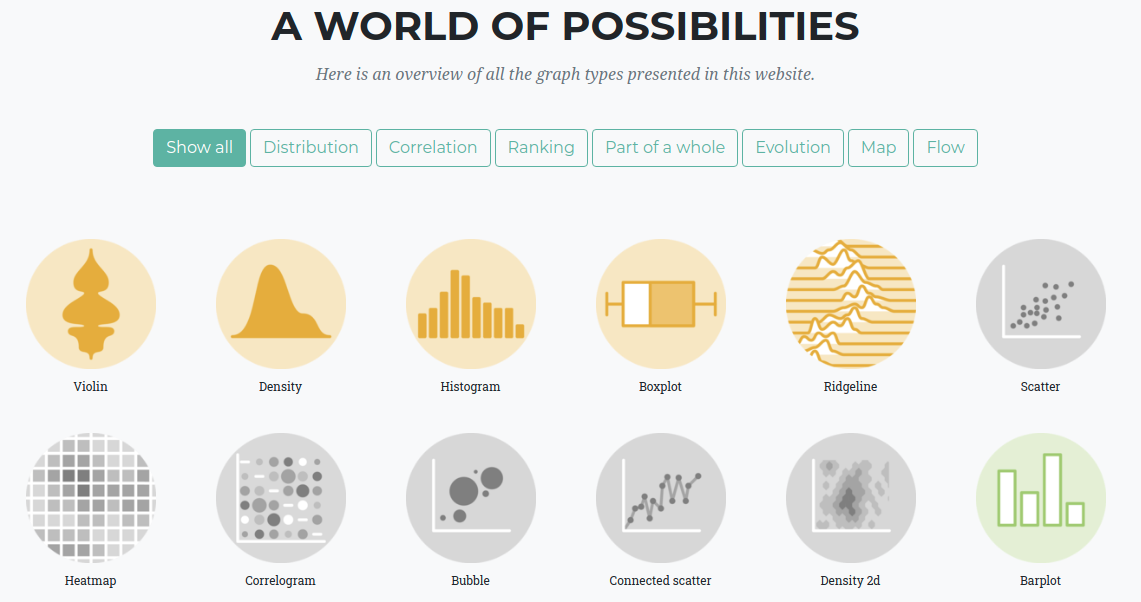 A WORLD OF POSSIBILITIES
Here is an overview of all the graph types presented in this website.
Show all Distribution Correlation Ranking Part of a whole Evolution Map Flow
Violin Density Histogram Boxplot Ridgeline Scatter
Heatmap Correlogram Bubble Connected scatter Density 2d Barplot